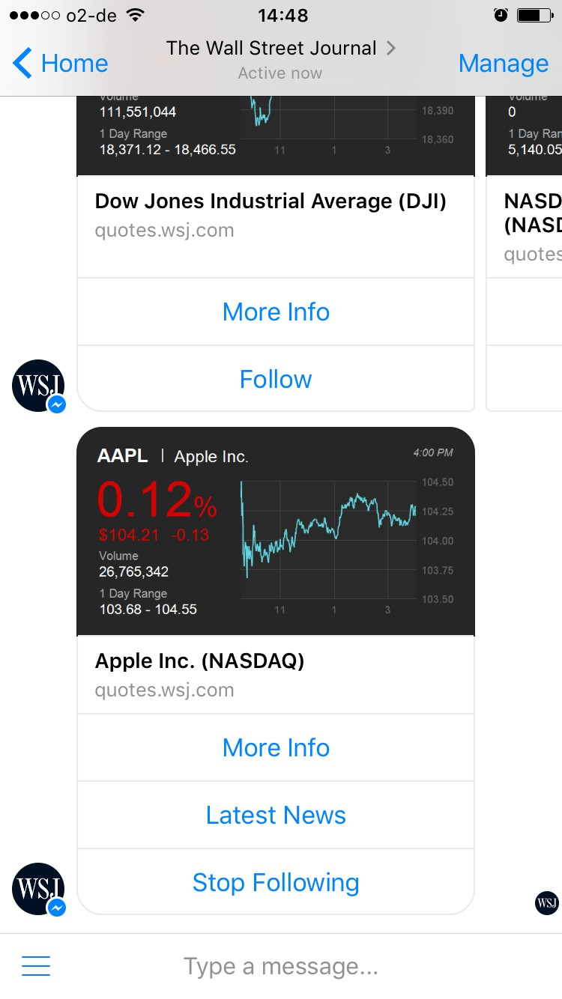 o2-de 14:48
Home The Wall Street Journal Manage
Active now
Volume
111,551,044
1 Day Range
18,371.12 - 18,466.55
18,390
18,360
11 1 3
Volume
0
1 Day Ran
5,140.05
Dow Jones Industrial Average (DJI)
quotes.wsj.com
More Info
Follow
NASD
(NASD
quotes
WSJ
AAPL | Apple Inc. 4:00 PM
0.12%
$104.21 -0.13
Volume
26,765,342
1 Day Range
103.68 - 104.55
104.50
104.25
104.00
103.75
103.50
11 1 3
Apple Inc. (NASDAQ)
quotes.wsj.com
More Info
Latest News
Stop Following
WSJ
WSJ
Type a message...